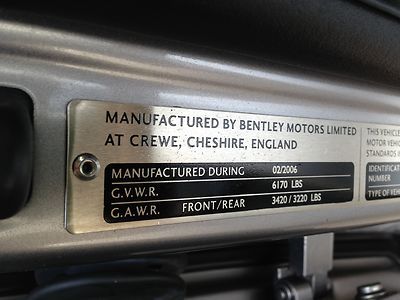 MANUFACTURED BY BENTLEY MOTORS LIMITED
AT CREWE, CHESHIRE, ENGLAND
MANUFACTURED DURING 02/2006
G.V.W.R. 6170 LBS
G.A.W.R. FRONT/REAR 3420 / 3220 LBS
THIS VEHICLE
MOTOR VEHIC
STANDARDS I
IDENTIFICAT
NUMBER
TYPE OF VEH